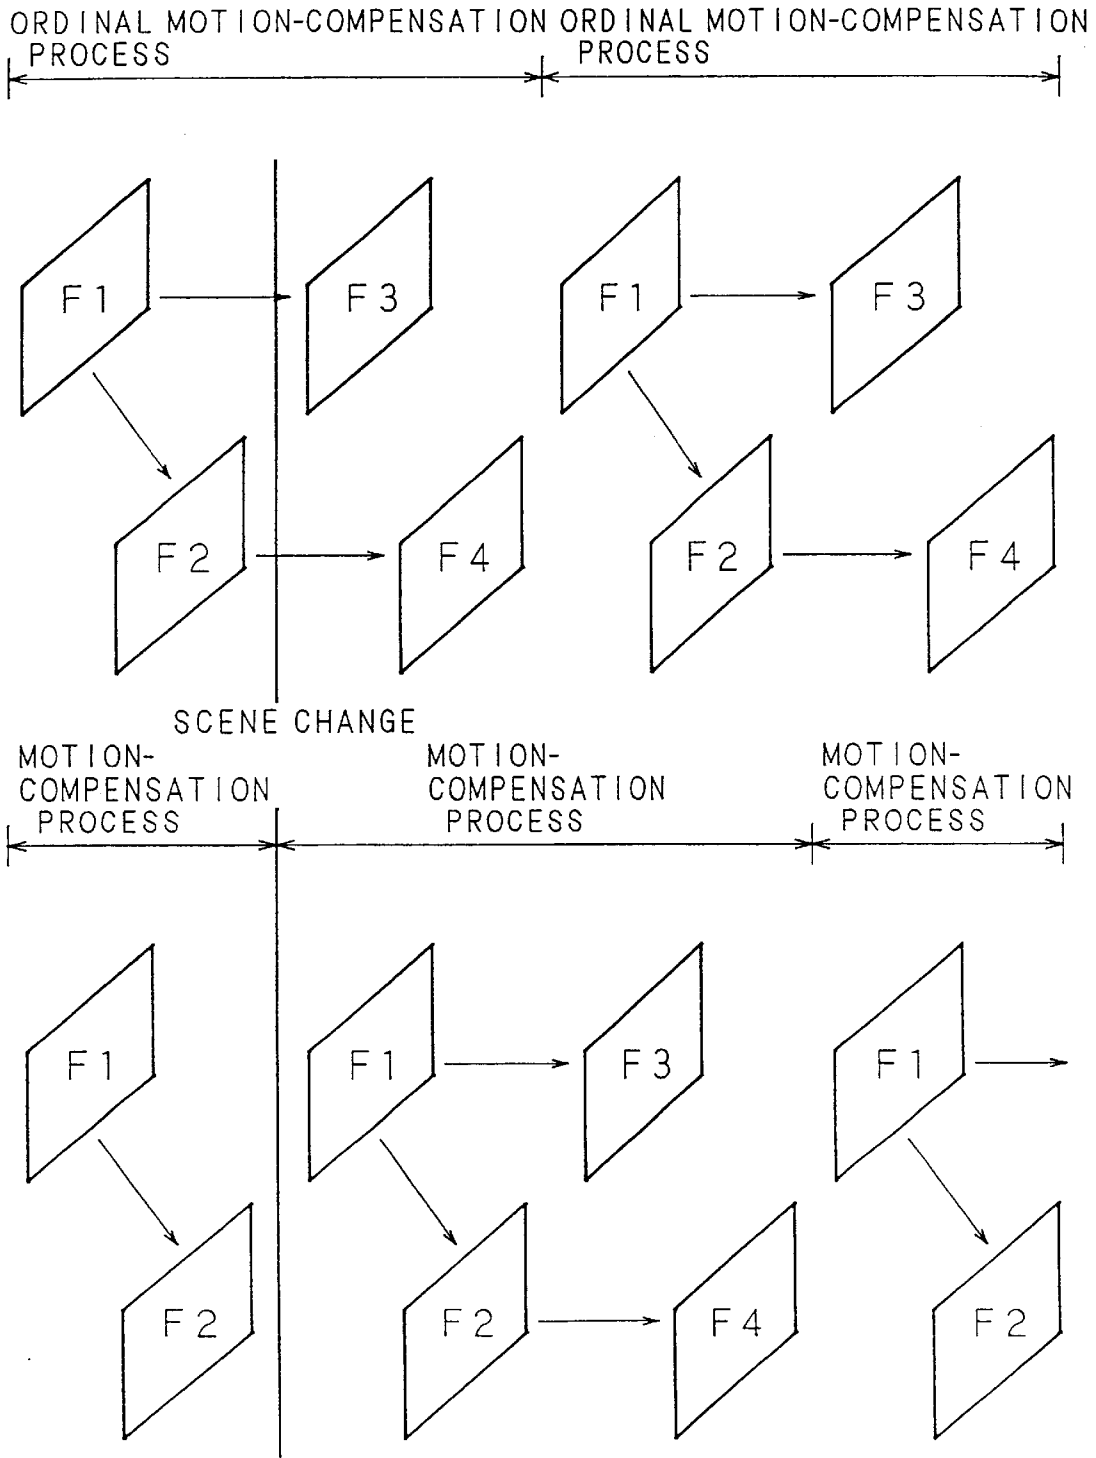 ORDINAL MOTION-COMPENSATION
PROCESS
ORDINAL MOTION-COMPENSATION
PROCESS
F1
F3
F1
F3
F2
F4
F2
F4
SCENE CHANGE
MOTION-
COMPENSATION
PROCESS
MOTION-
COMPENSATION
PROCESS
MOTION-
COMPENSATION
PROCESS
F1
F1
F3
F1
F2
F2
F4
F2